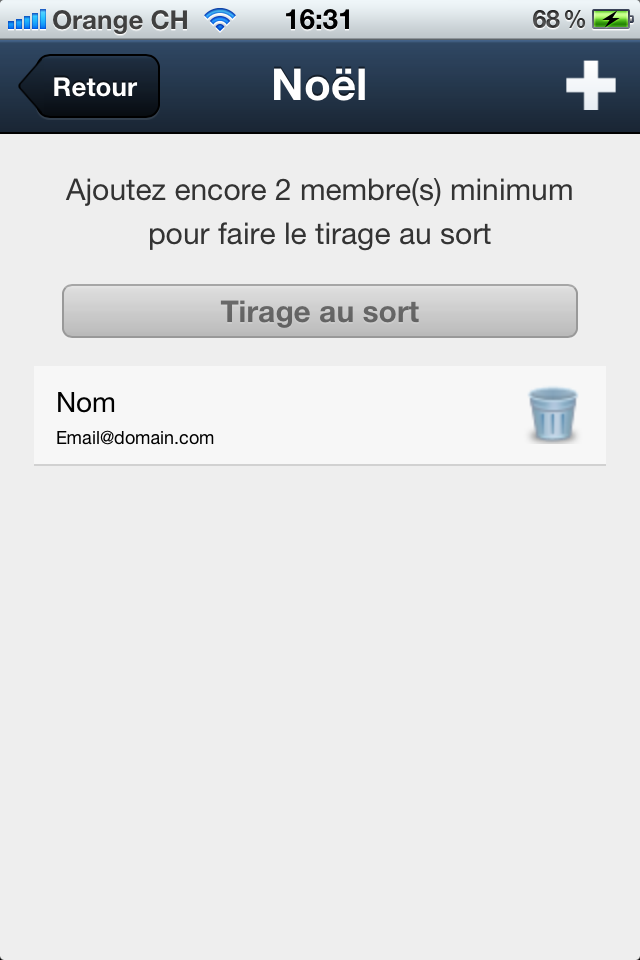 Orange CH 16:31 68 %
Retour Noël
Ajoutez encore 2 membre(s) minimum
pour faire le tirage au sort
Tirage au sort
Nom
Email@domain.com